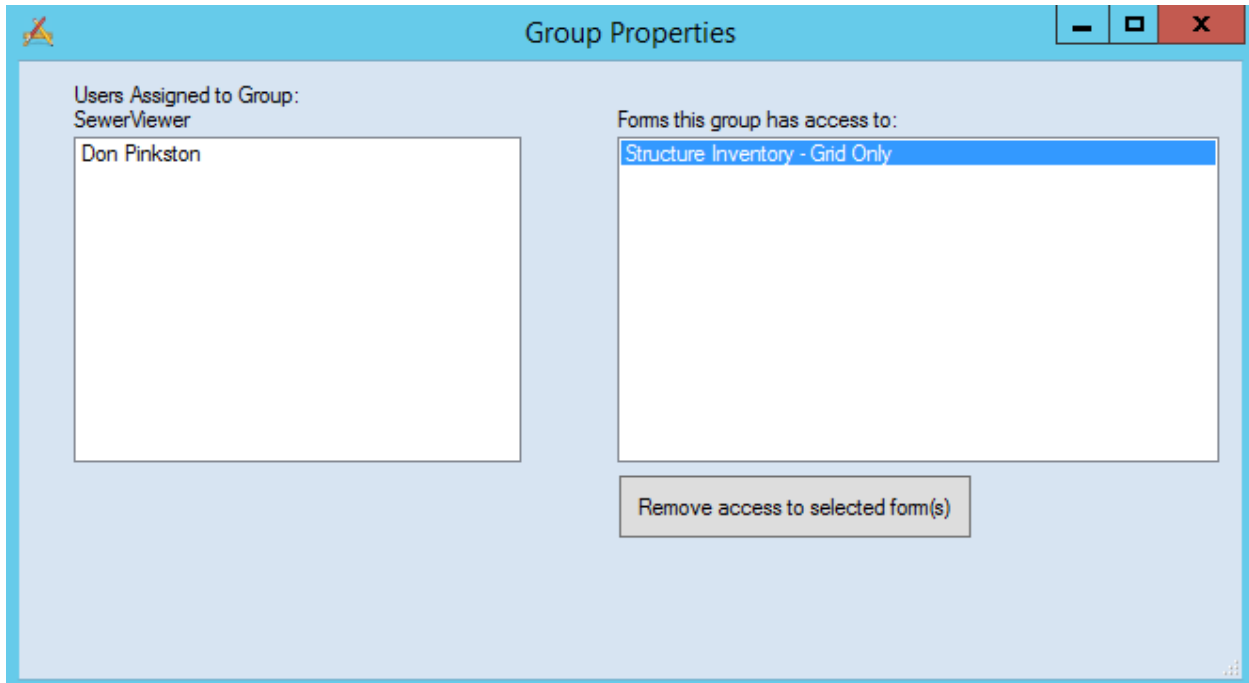 Group Properties
X
Users Assigned to Group:
SewerViewer
Don Pinkston
Forms this group has access to:
Structure Inventory - Grid Only
Remove access to selected form(s)